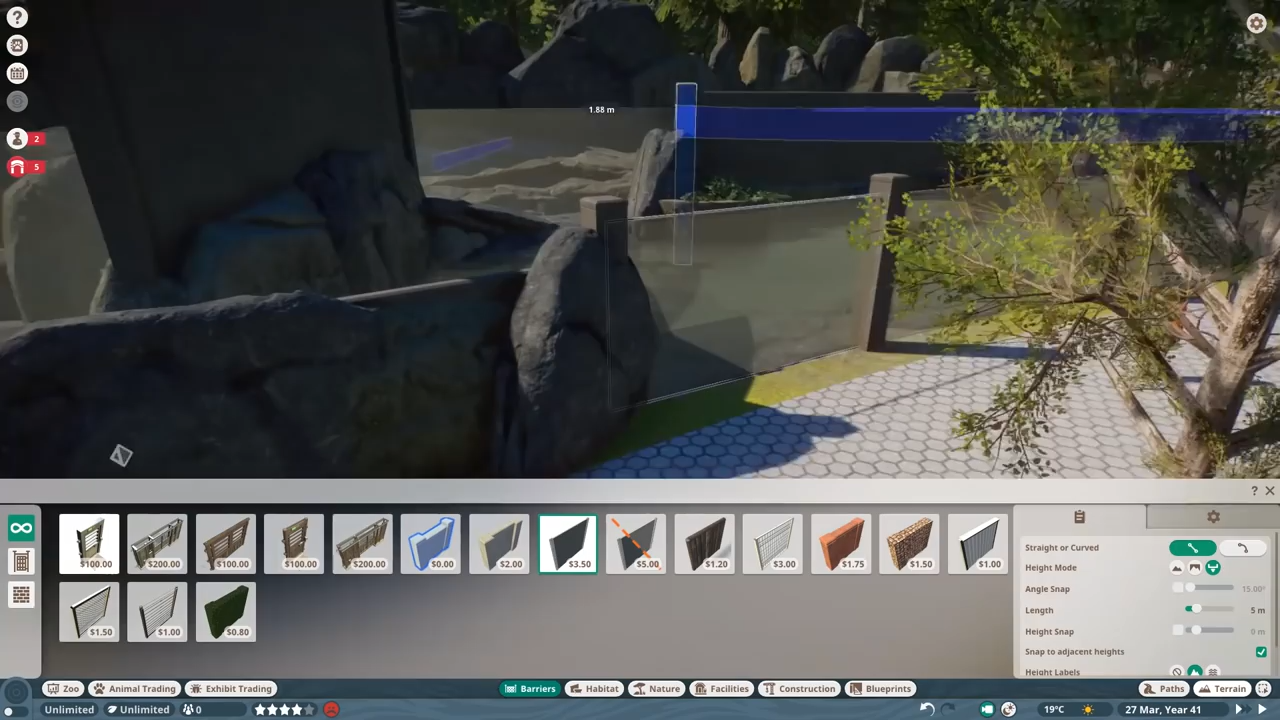 ?
2
5
1.88 m
? ×
$100.00 $200.00 $100.00 $100.00 $200.00 $0.00 $2.00 $3.50 $5.00 $1.20 $3.00 $1.75 $1.50 $1.00
$1.50 $1.00 $0.80
Straight or Curved
Height Mode
Angle Snap 15.00°
Length 5 m
Height Snap 0 m
Snap to adjacent heights
Height Labels
Zoo Animal Trading Exhibit Trading Barriers Habitat Nature Facilities Construction Blueprints Paths Terrain
Unlimited Unlimited 0 19°C 27 Mar, Year 41